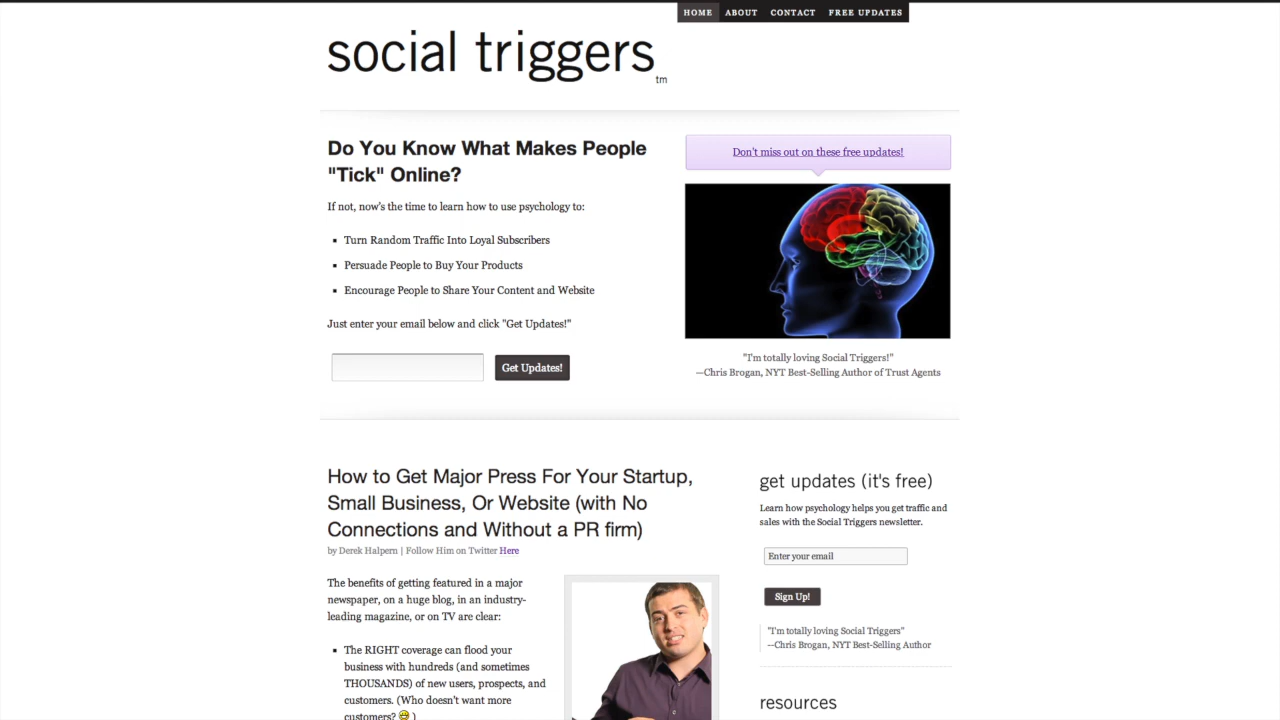 HOME ABOUT CONTACT FREE UPDATES
social triggers tm
Do You Know What Makes People
"Tick" Online?
If not, now's the time to learn how to use psychology to:
Turn Random Traffic Into Loyal Subscribers
Persuade People to Buy Your Products
Encourage People to Share Your Content and Website
Just enter your email below and click "Get Updates!"
Get Updates!
Don't miss out on these free updates!
"I'm totally loving Social Triggers!"
—Chris Brogan, NYT Best-Selling Author of Trust Agents
How to Get Major Press For Your Startup,
Small Business, Or Website (with No
Connections and Without a PR firm)
by Derek Halpern | Follow Him on Twitter Here
The benefits of getting featured in a major
newspaper, on a huge blog, in an industry-
leading magazine, or on TV are clear:
The RIGHT coverage can flood your
business with hundreds (and sometimes
THOUSANDS) of new users, prospects, and
customers. (Who doesn't want more
customers? )
get updates (it's free)
Learn how psychology helps you get traffic and
sales with the Social Triggers newsletter.
Enter your email
Sign Up!
"I'm totally loving Social Triggers"
--Chris Brogan, NYT Best-Selling Author
resources